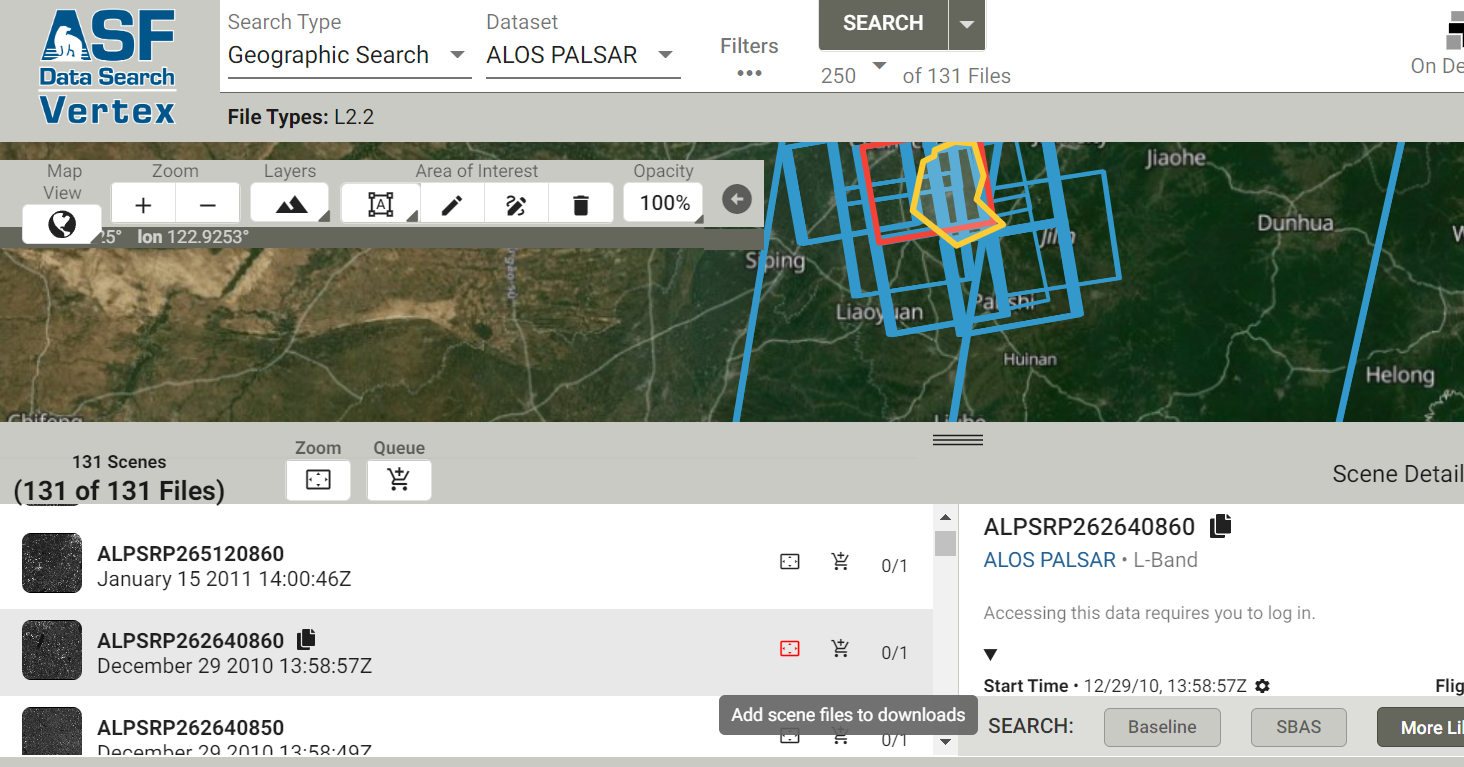 ASF
Data Search
Vertex
Search Type
Geographic Search
Dataset
ALOS PALSAR
Filters
SEARCH
250
of 131 Files
On De
File Types: L2.2
Map
View
Zoom
Layers
Area of Interest
Opacity
+
−
A
100%
5° lon 122.9253°
Jiaohe
Dunhua
W
Siping
Jilin
Liaoyuan
Panshi
Huinan
Helong
Chifeng
131 Scenes
(131 of 131 Files)
Zoom
Queue
Scene Detail
ALPSRP265120860
January 15 2011 14:00:46Z
0/1
ALPSRP262640860
December 29 2010 13:58:57Z
0/1
ALPSRP262640850
December 29 2010 13:58:49Z
0/1
Add scene files to downloads
ALPSRP262640860
ALOS PALSAR • L-Band
Accessing this data requires you to log in.
Start Time • 12/29/10, 13:58:57Z
Flig
SEARCH:
Baseline
SBAS
More Li